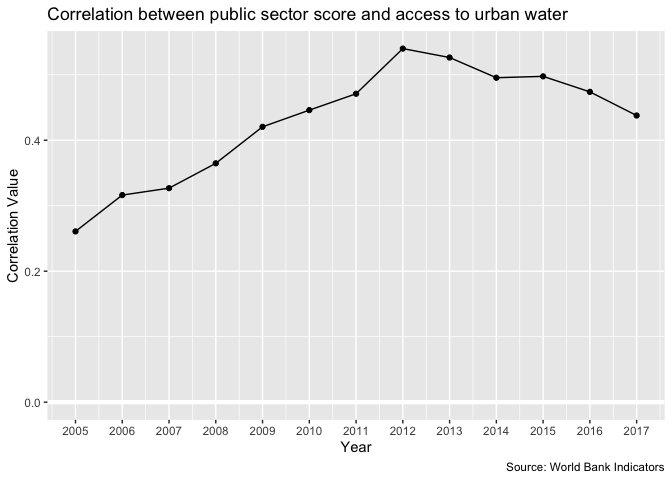 Correlation between public sector score and access to urban water
Correlation Value
0.4
0.2
0.0
2005 2006 2007 2008 2009 2010 2011 2012 2013 2014 2015 2016 2017
Year
Source: World Bank Indicators